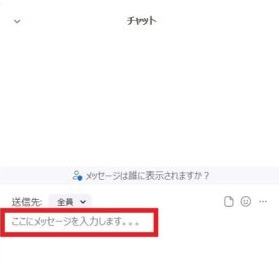 チャット
メッセージは誰に表示されますか？
送信先: 全員
ここにメッセージを入力します。。。